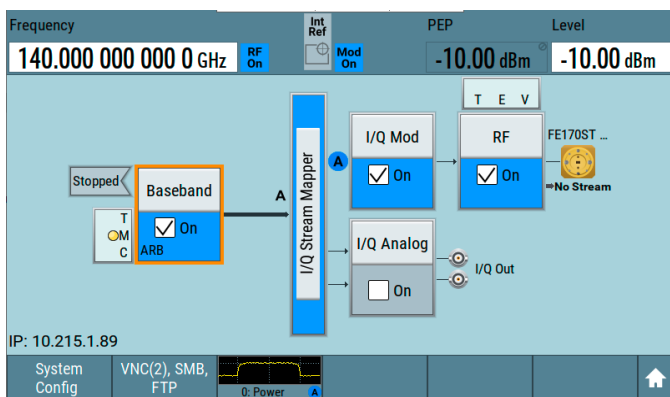 Frequency
Int
Ref
PEP
Level
140.000 000 000 0 GHz
RF
On
Mod
On
-10.00 dBm
-10.00 dBm
T E V
I/Q Mod
RF
FE170ST ...
A
On
On
No Stream
Stopped
Baseband
A
I/Q Stream Mapper
T
M
C
On
ARB
I/Q Analog
On
I/Q Out
IP: 10.215.1.89
System
Config
VNC(2), SMB,
FTP
0: Power
A